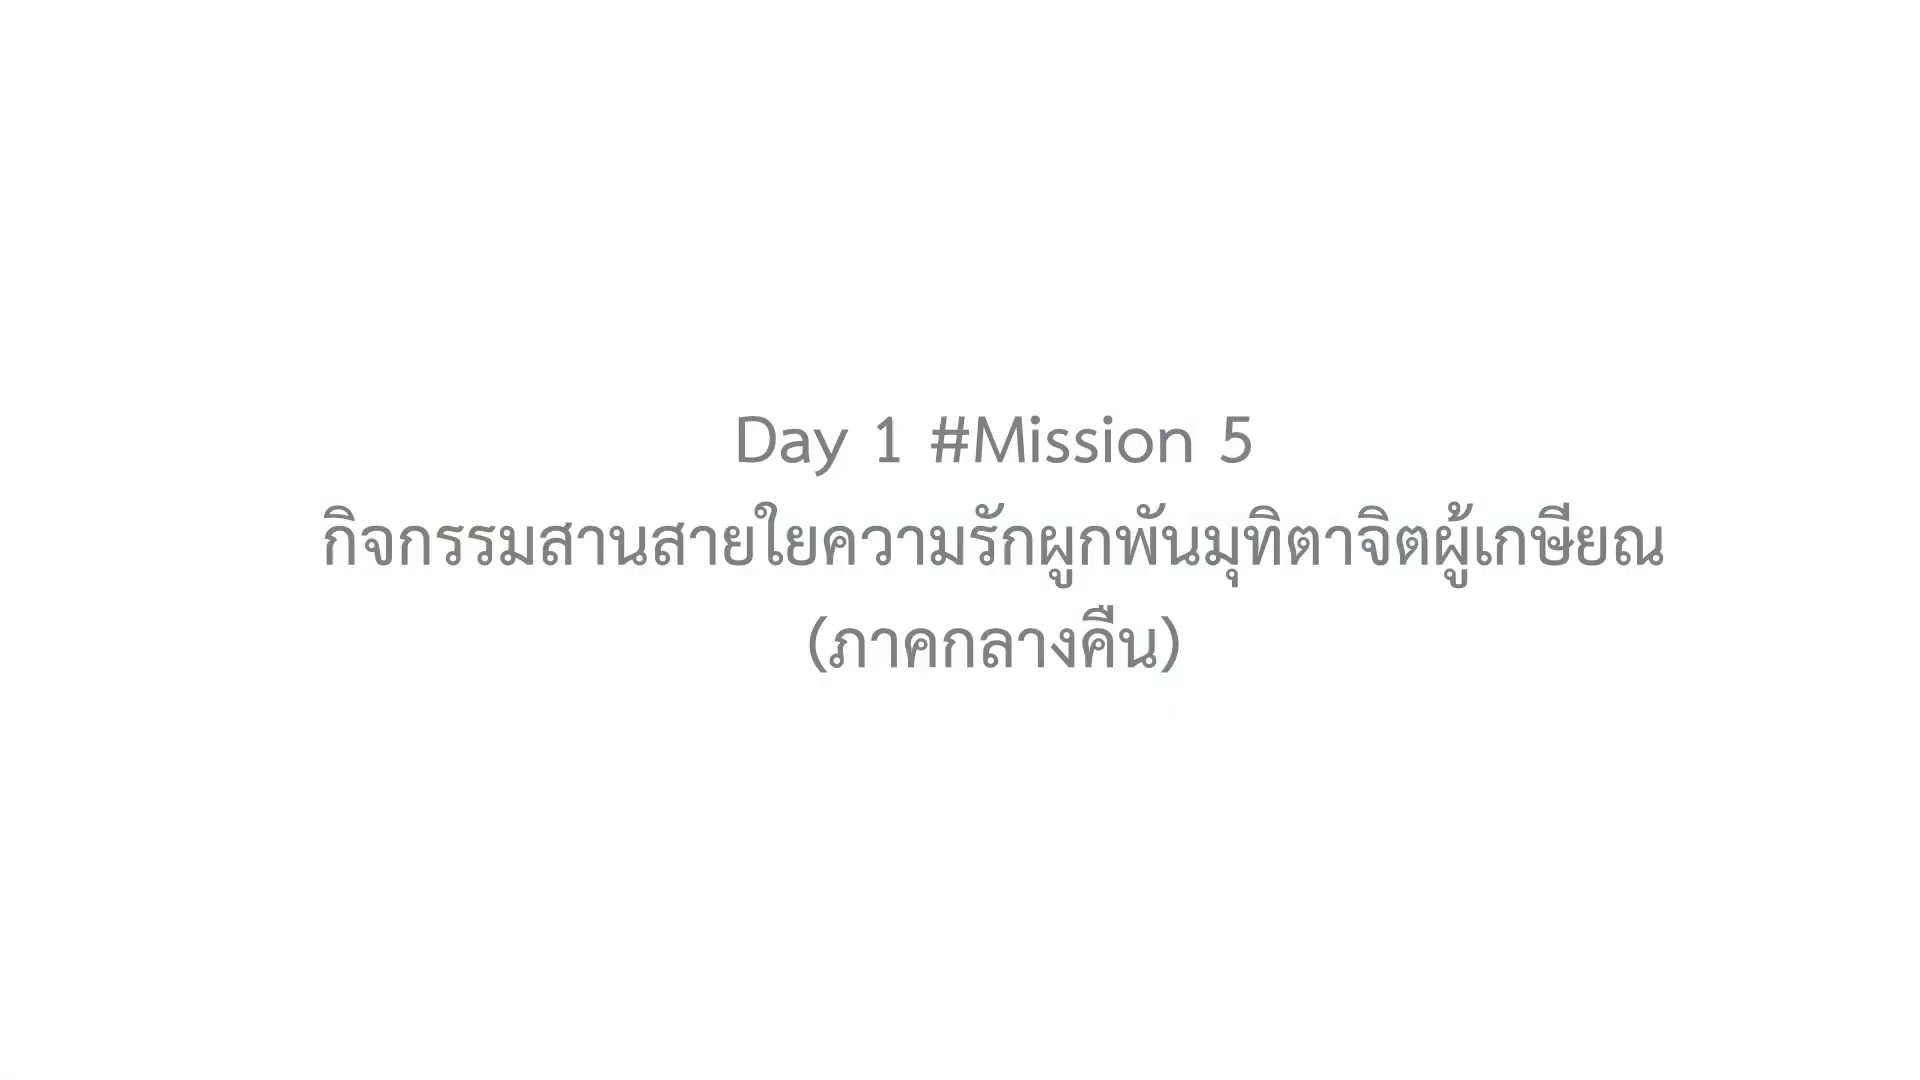 Day 1 #Mission 5
กิจกรรมสานสายใยความรักผูกพันมุทิตาจิตผู้เกษียณ
(ภาคกลางคืน)